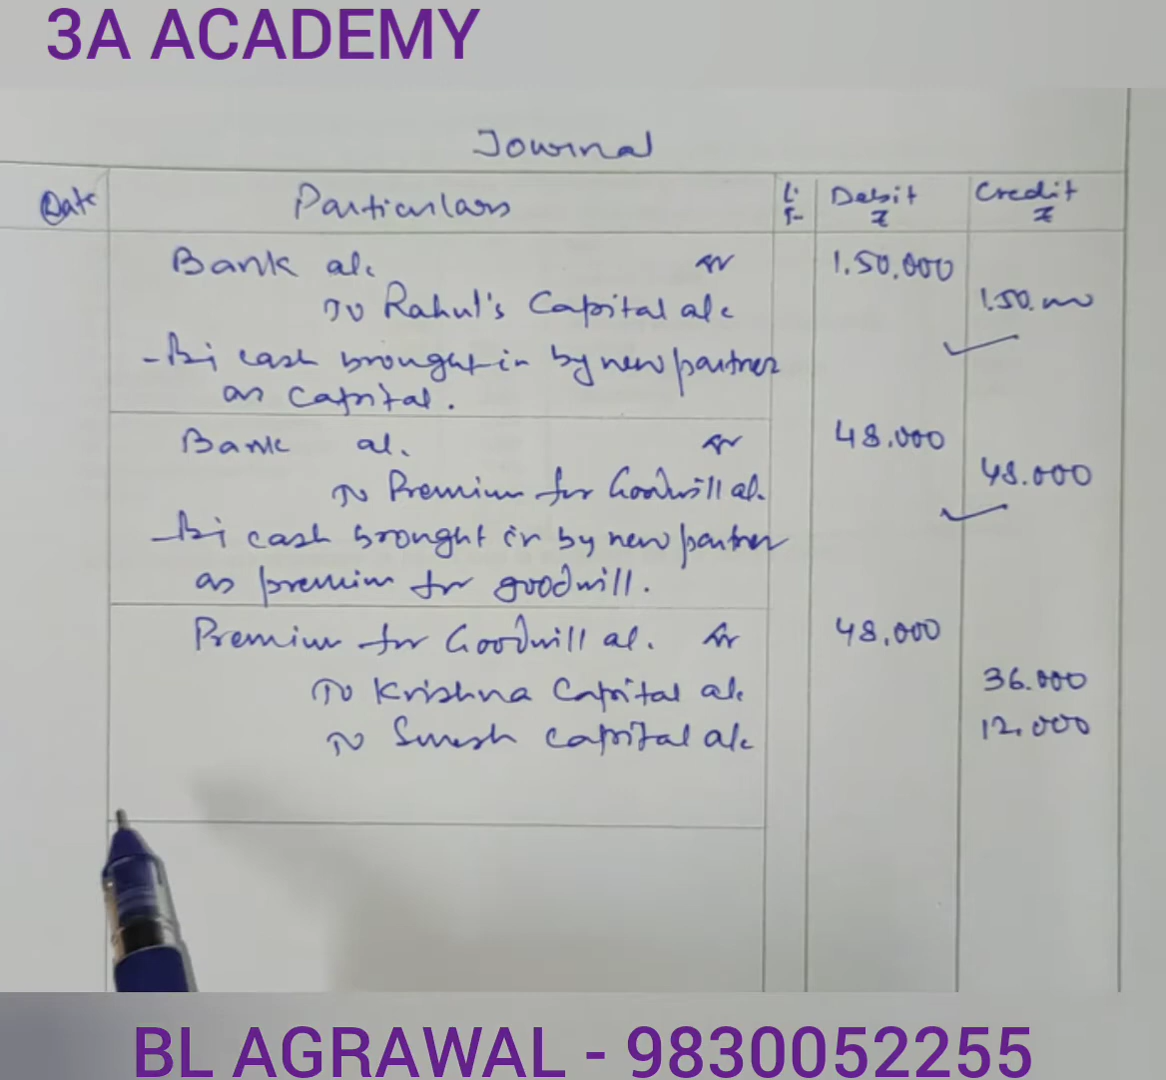 3A ACADEMY
Journal
Date Particulars L.F. Debit ₹ Credit ₹
Bank a/c Dr 1.50,000
To Rahul's Capital a/c 1.50.000
- Bi cash brought in by new partner
as capital.
Bank a/c Dr 48.000
To Premium for Goodwill a/c. 48.000
- Bi cash brought in by new partner
as premium for goodwill.
Premium for Goodwill a/c. Dr 48,000
To Krishna Capital a/c 36.000
To Suresh capital a/c 12,000
BL AGRAWAL - 9830052255